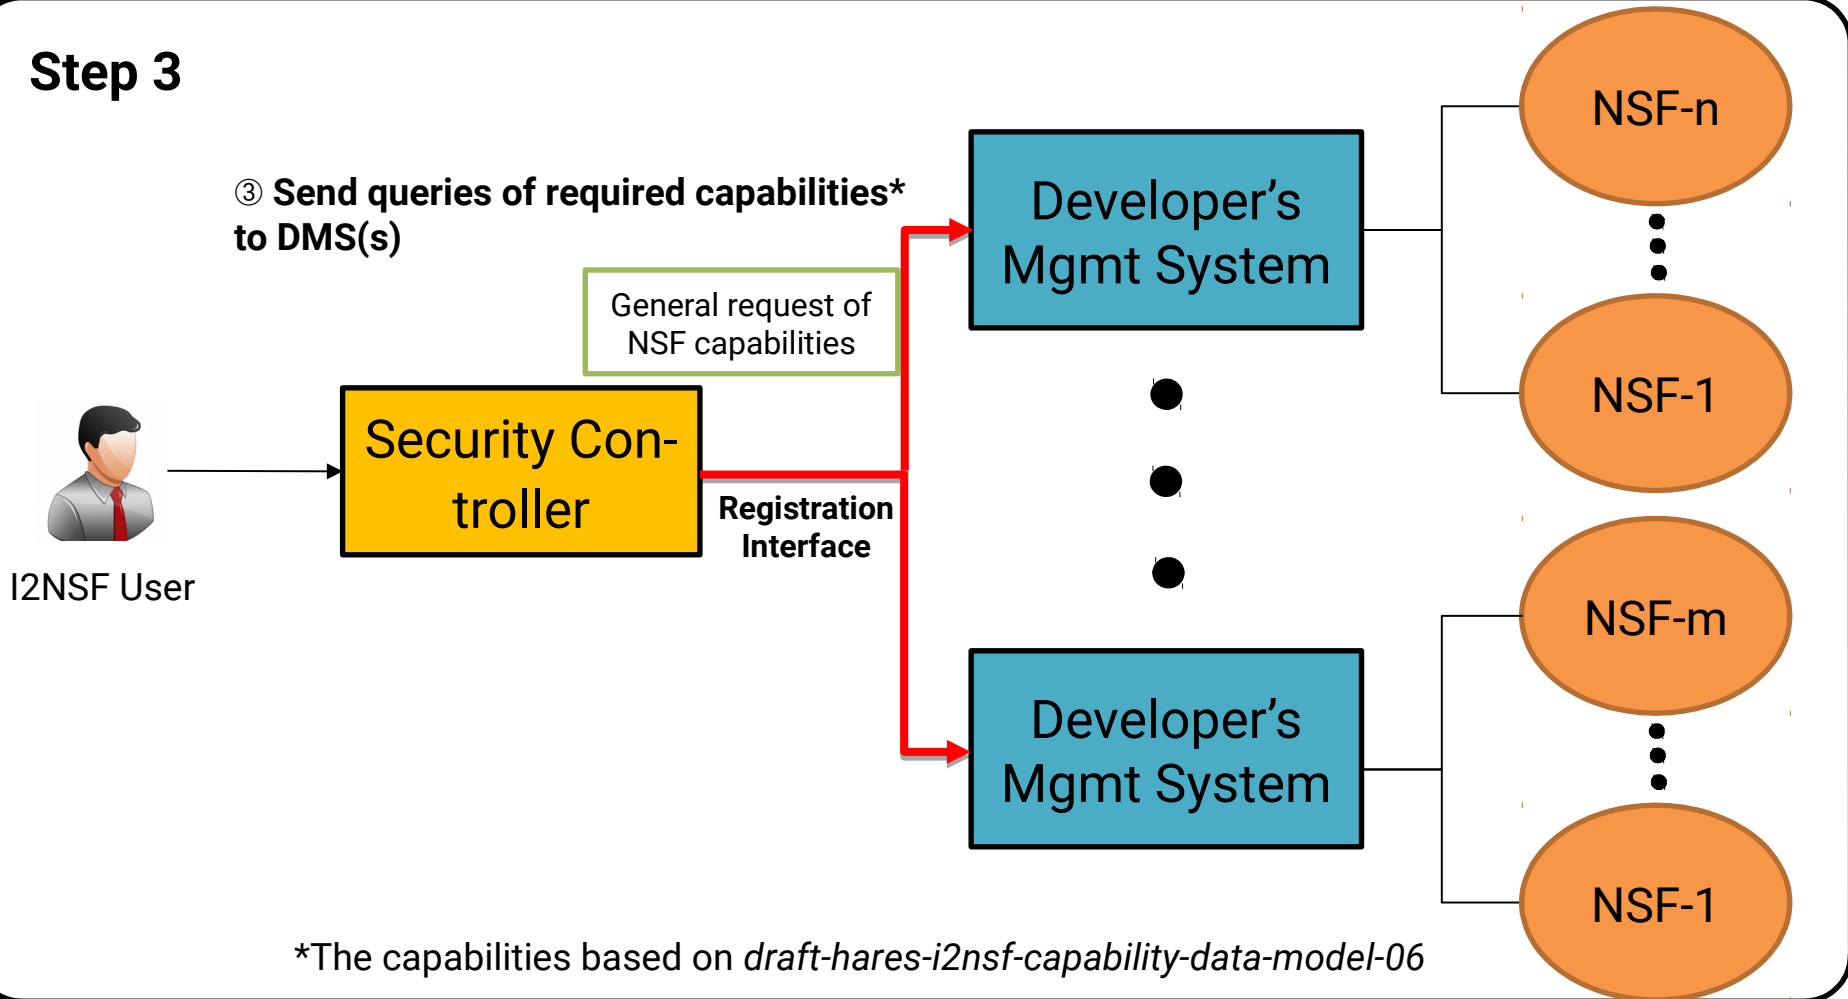 Step 3
③ Send queries of required capabilities*
to DMS(s)
General request of
NSF capabilities
Security Con-
troller
Registration
Interface
I2NSF User
Developer’s
Mgmt System
Developer’s
Mgmt System
NSF-n
NSF-1
NSF-m
NSF-1
*The capabilities based on draft-hares-i2nsf-capability-data-model-06